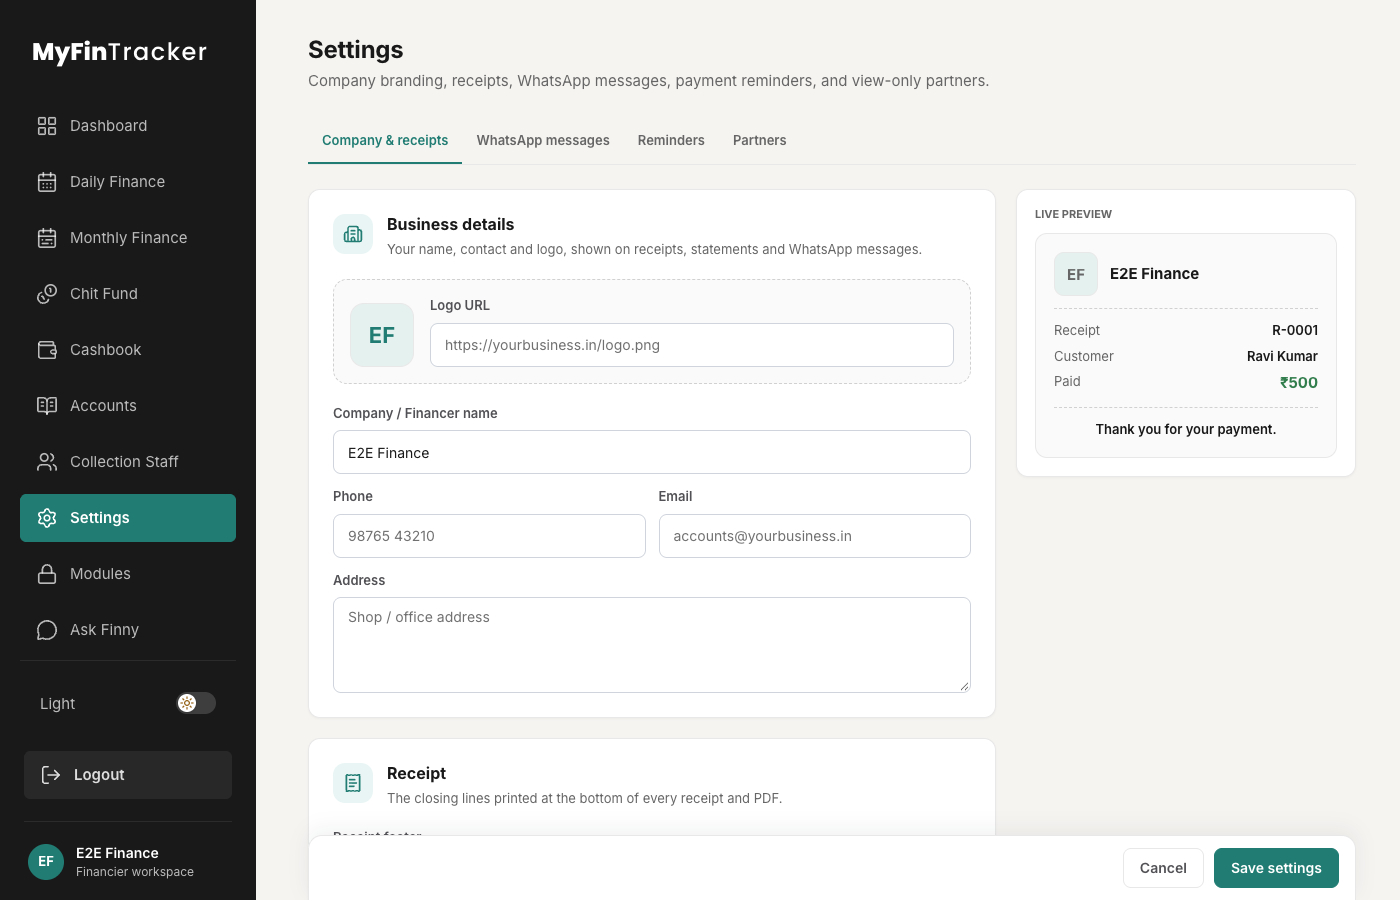 MyFinTracker
Dashboard
Daily Finance
Monthly Finance
Chit Fund
Cashbook
Accounts
Collection Staff
Settings
Modules
Ask Finny
Light
Logout
EF
E2E Finance
Financier workspace
Settings
Company branding, receipts, WhatsApp messages, payment reminders, and view-only partners.
Company & receipts
WhatsApp messages
Reminders
Partners
Business details
Your name, contact and logo, shown on receipts, statements and WhatsApp messages.
EF
Logo URL
https://yourbusiness.in/logo.png
Company / Financer name
E2E Finance
Phone
Email
98765 43210
accounts@yourbusiness.in
Address
Shop / office address
Receipt
The closing lines printed at the bottom of every receipt and PDF.
Receipt footer
Cancel
Save settings
LIVE PREVIEW
EF
E2E Finance
Receipt R-0001
Customer Ravi Kumar
Paid ₹500
Thank you for your payment.